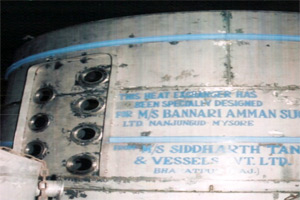 THIS HEAT EXCHANGER HAS
BEEN SPECIALLY DESIGNED
FOR M/S BANNARI AMMAN SU
LTD NANJUNGUD MYSORE
M/S SIDDHARTH TAN
& VESSELS PVT. LTD.